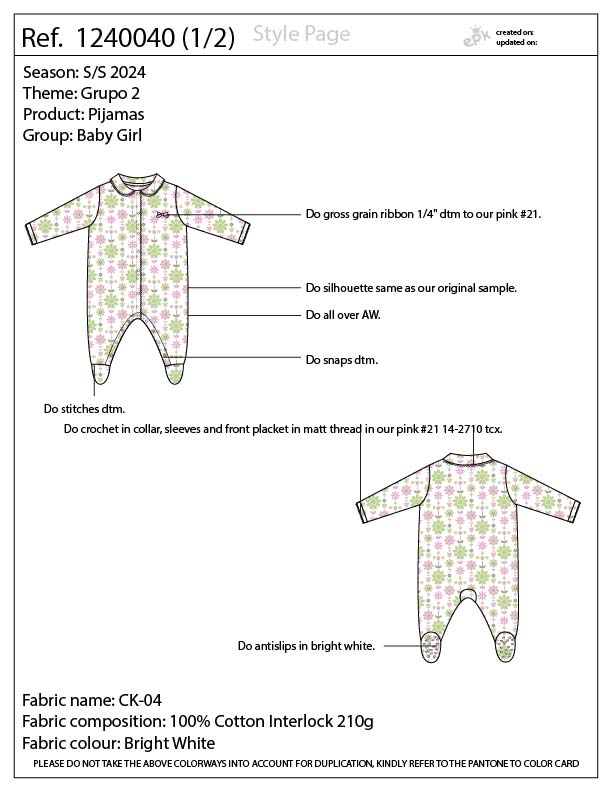 Ref. 1240040 (1/2)
Style Page
epk
created on:
updated on:
Season: S/S 2024
Theme: Grupo 2
Product: Pijamas
Group: Baby Girl
Do gross grain ribbon 1/4" dtm to our pink #21.
Do silhouette same as our original sample.
Do all over AW.
Do snaps dtm.
Do stitches dtm.
Do crochet in collar, sleeves and front placket in matt thread in our pink #21 14-2710 tcx.
Do antislips in bright white.
Fabric name: CK-04
Fabric composition: 100% Cotton Interlock 210g
Fabric colour: Bright White
PLEASE DO NOT TAKE THE ABOVE COLORWAYS INTO ACCOUNT FOR DUPLICATION, KINDLY REFER TO THE PANTONE TO COLOR CARD